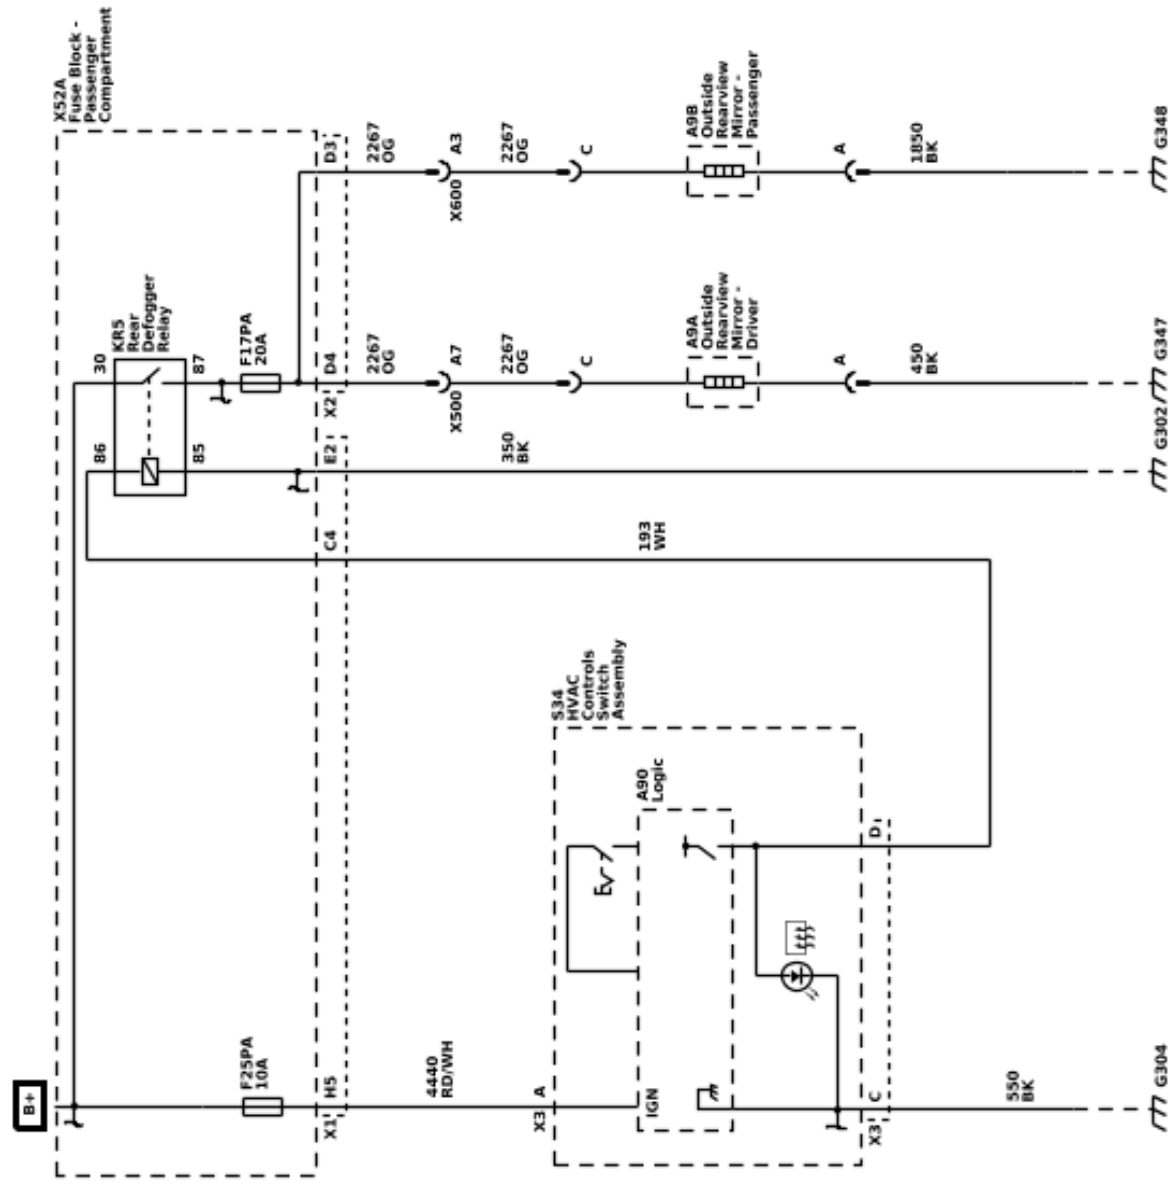 X52A
Fuse Block -
Passenger
Compartment
B+
KR5
Rear
Defogger
Relay
30
86
87
85
F17PA
20A
F25PA
10A
D3
D4
X2
E2
C4
H5
X1
2267
OG
2267
OG
A3
X600
A7
X500
2267
OG
2267
OG
C
C
350
BK
193
WH
4440
RD/WH
A9B
Outside
Rearview
Mirror -
Passenger
A9A
Outside
Rearview
Mirror -
Driver
A
A
1850
BK
450
BK
S34
HVAC
Controls
Switch
Assembly
A90
Logic
A
X3
IGN
D
C
X3
550
BK
G348
G347
G302
G304